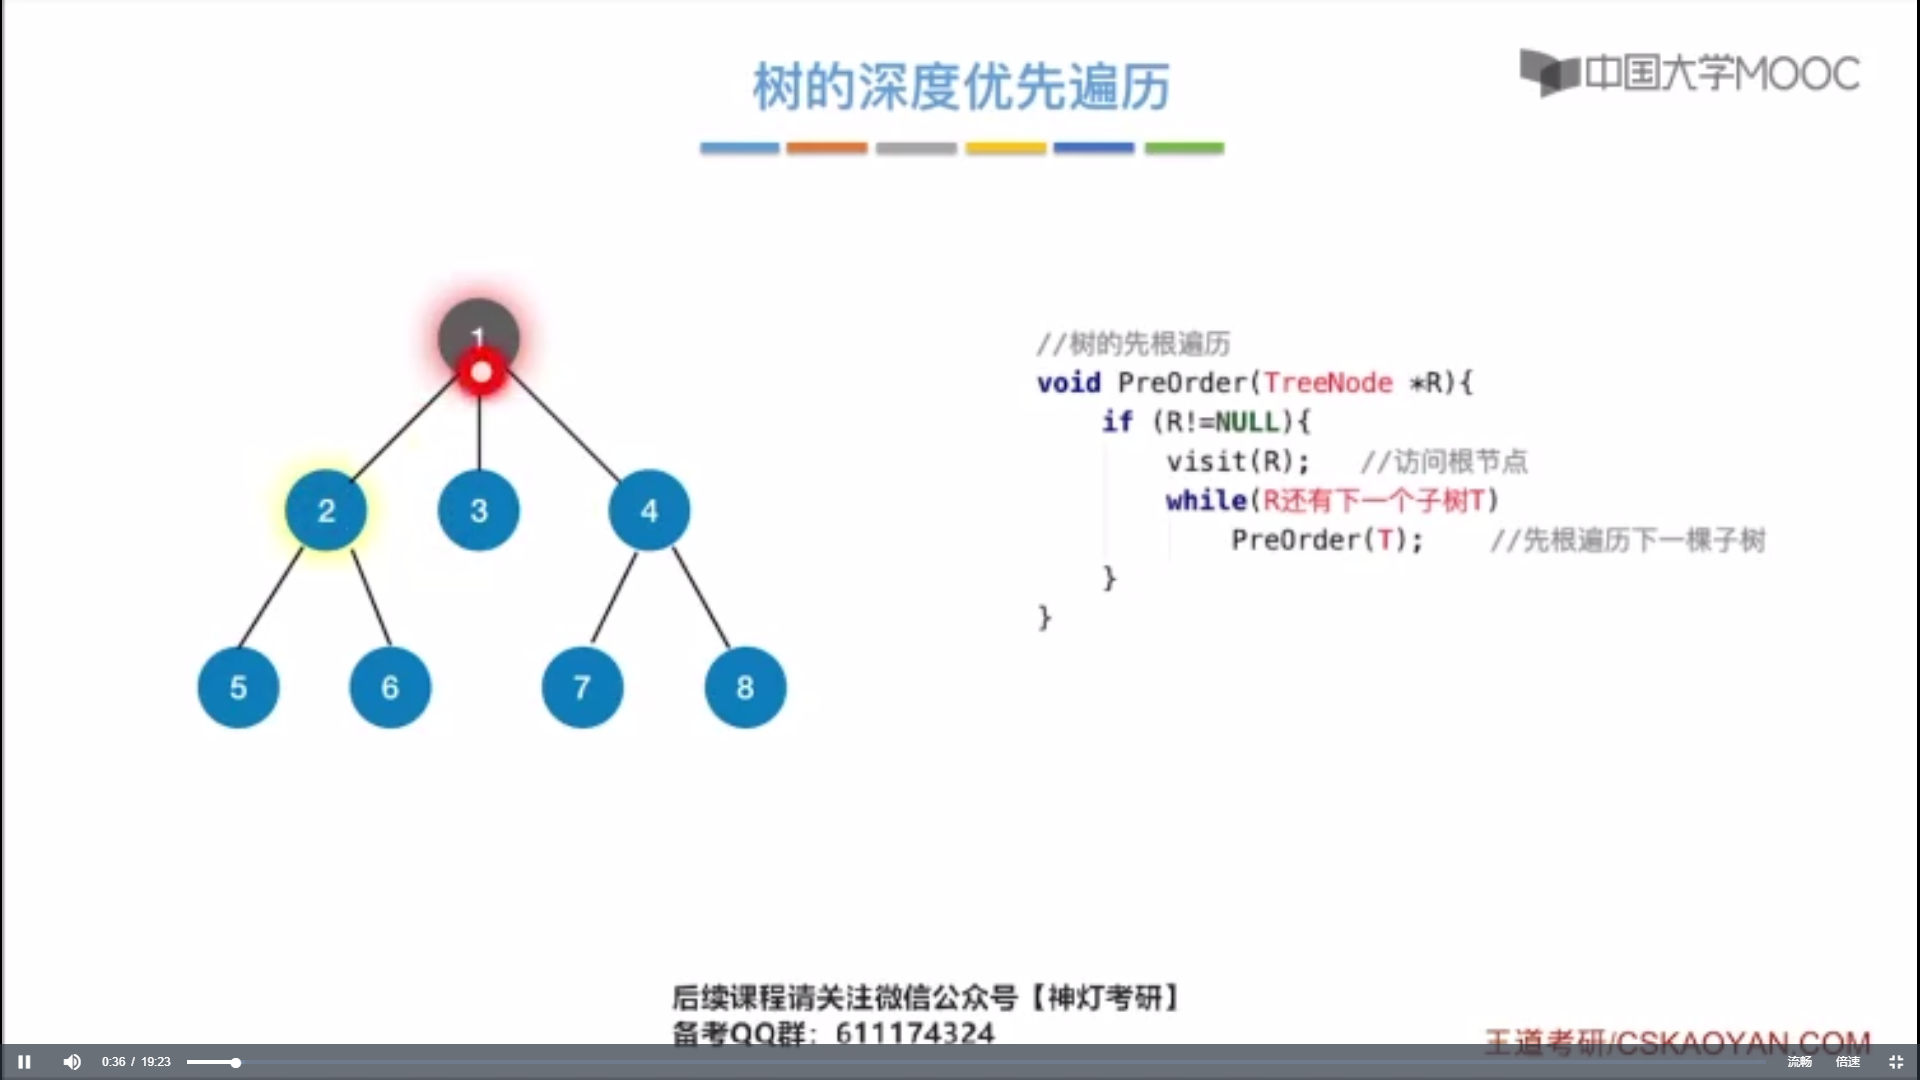 树的深度优先遍历
中国大学MOOC
1
2
3
4
5
6
7
8
//树的先根遍历
void PreOrder(TreeNode *R){
if (R!=NULL){
visit(R); //访问根节点
while(R还有下一个子树T)
PreOrder(T); //先根遍历下一棵子树
}
}
后续课程请关注微信公众号【神灯考研】
备考QQ群：611174324
王道考研/CSKAOYAN.COM
0:36 / 19:23
流畅
倍速